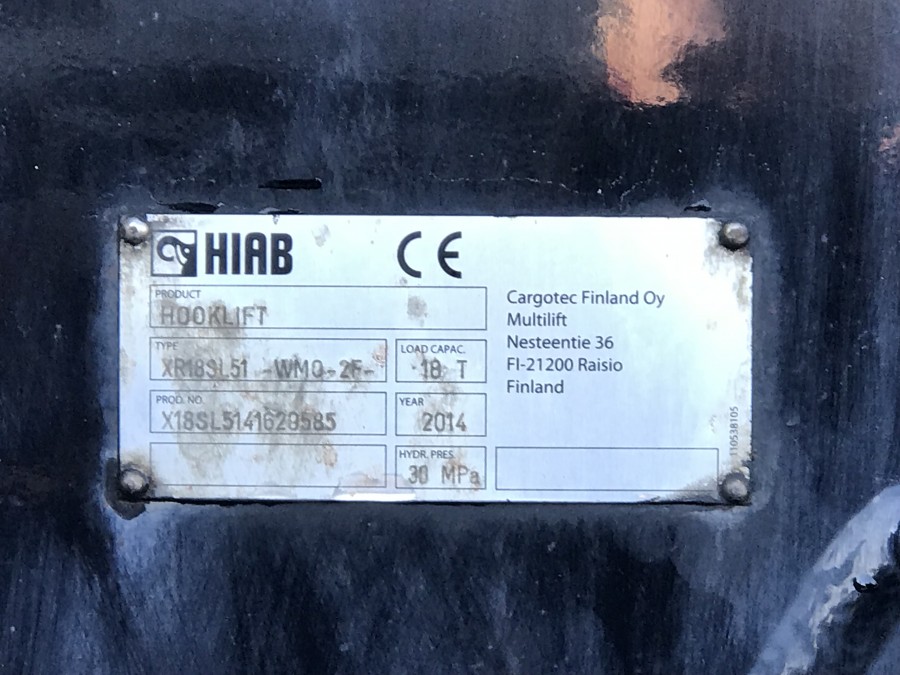 HIAB CE
PRODUCT
HOOKLIFT
TYPE
XR18SL51 -WMO-2F-
LOAD CAPAC.
18 T
PROD. NO.
X18SL5141629585
YEAR
2014
HYDR. PRES.
30 MPa
Cargotec Finland Oy
Multilift
Nesteentie 36
FI-21200 Raisio
Finland
110538105